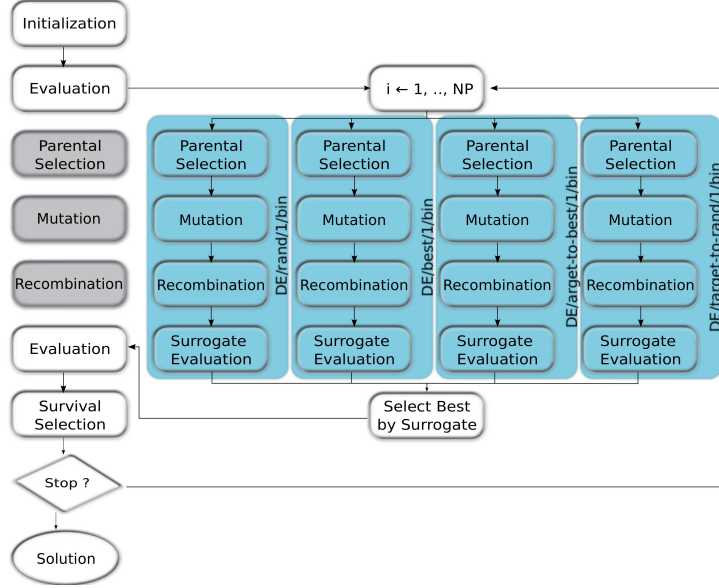 Initialization
Evaluation
i ← 1, .., NP
Parental
Selection
Mutation
Recombination
Evaluation
Survival
Selection
Stop ?
Solution
Parental
Selection
Mutation
Recombination
Surrogate
Evaluation
DE/rand/1/bin
Parental
Selection
Mutation
Recombination
Surrogate
Evaluation
DE/best/1/bin
Parental
Selection
Mutation
Recombination
Surrogate
Evaluation
DE/arget-to-best/1/bin
Parental
Selection
Mutation
Recombination
Surrogate
Evaluation
DE/target-to-rand/1/bin
Select Best
by Surrogate